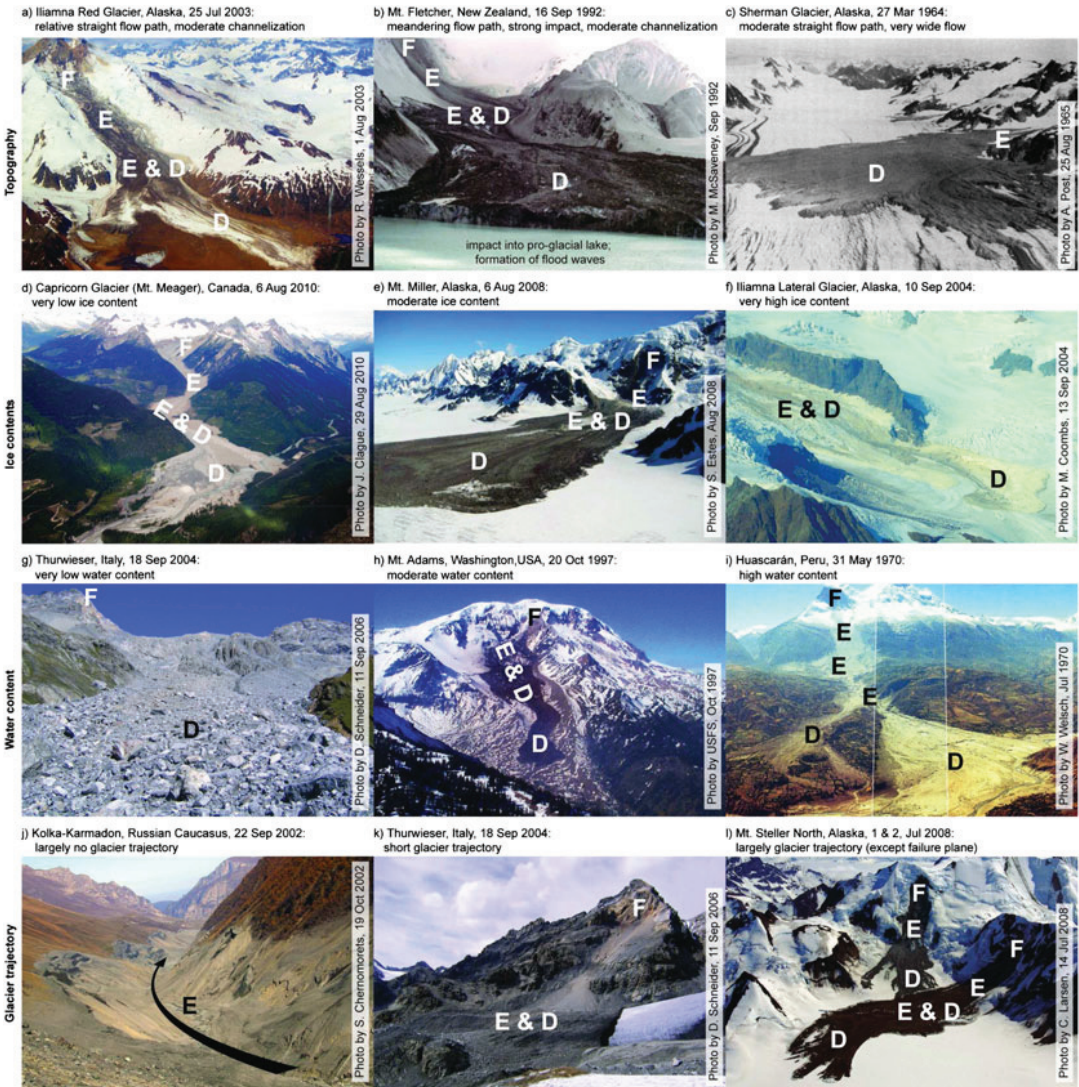 a) Iliamna Red Glacier, Alaska, 25 Jul 2003:
relative straight flow path, moderate channelization
b) Mt. Fletcher, New Zealand, 16 Sep 1992:
meandering flow path, strong impact, moderate channelization
c) Sherman Glacier, Alaska, 27 Mar 1964:
moderate straight flow path, very wide flow
Topography
F
E
E & D
D
Photo by R. Wessels, 1 Aug 2003
F
E
E & D
D
impact into pro-glacial lake;
formation of flood waves
Photo by M. McSaveney, Sep 1992
E
D
Photo by A. Post, 25 Aug 1965
d) Capricorn Glacier (Mt. Meager), Canada, 6 Aug 2010:
very low ice content
e) Mt. Miller, Alaska, 6 Aug 2008:
moderate ice content
f) Iliamna Lateral Glacier, Alaska, 10 Sep 2004:
very high ice content
Ice contents
F
E
E & D
D
Photo by J. Clague, 29 Aug 2010
F
E
E & D
D
Photo by S. Estes, Aug 2008
E & D
D
Photo by M. Coombs, 13 Sep 2004
g) Thurwieser, Italy, 18 Sep 2004:
very low water content
h) Mt. Adams, Washington,USA, 20 Oct 1997:
moderate water content
i) Huascarán, Peru, 31 May 1970:
high water content
Water content
F
D
Photo by D. Schneider, 11 Sep 2006
F
E & D
D
Photo by USFS, Oct 1997
F
E
E
E
D
D
Photo by W. Welsch, Jul 1970
j) Kolka-Karmadon, Russian Caucasus, 22 Sep 2002:
largely no glacier trajectory
k) Thurwieser, Italy, 18 Sep 2004:
short glacier trajectory
l) Mt. Steller North, Alaska, 1 & 2, Jul 2008:
largely glacier trajectory (except failure plane)
Glacier trajectory
E
Photo by S. Chernomorets, 19 Oct 2002
F
E & D
Photo by D. Schneider, 11 Sep 2006
F
E
F
D
E
E & D
D
Photo by C. Larsen, 14 Jul 2008